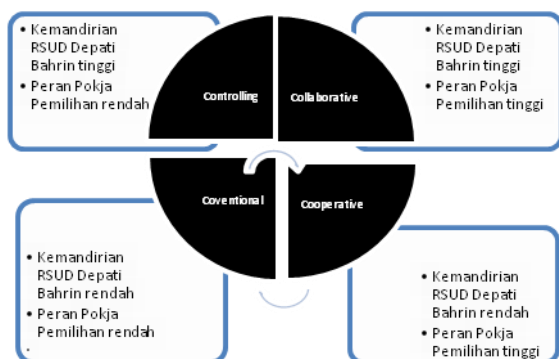 • Kemandirian
RSUD Depati
Bahrin tinggi
• Peran Pokja
Pemilihan rendah
Controlling
Collaborative
• Kemandirian
RSUD Depati
Bahrin tinggi
• Peran Pokja
Pemilihan tinggi
• Kemandirian
RSUD Depati
Bahrin rendah
• Peran Pokja
Pemilihan rendah
•
Coventional
Cooperative
• Kemandirian
RSUD Depati
Bahrin rendah
• Peran Pokja
Pemilihan tinggi